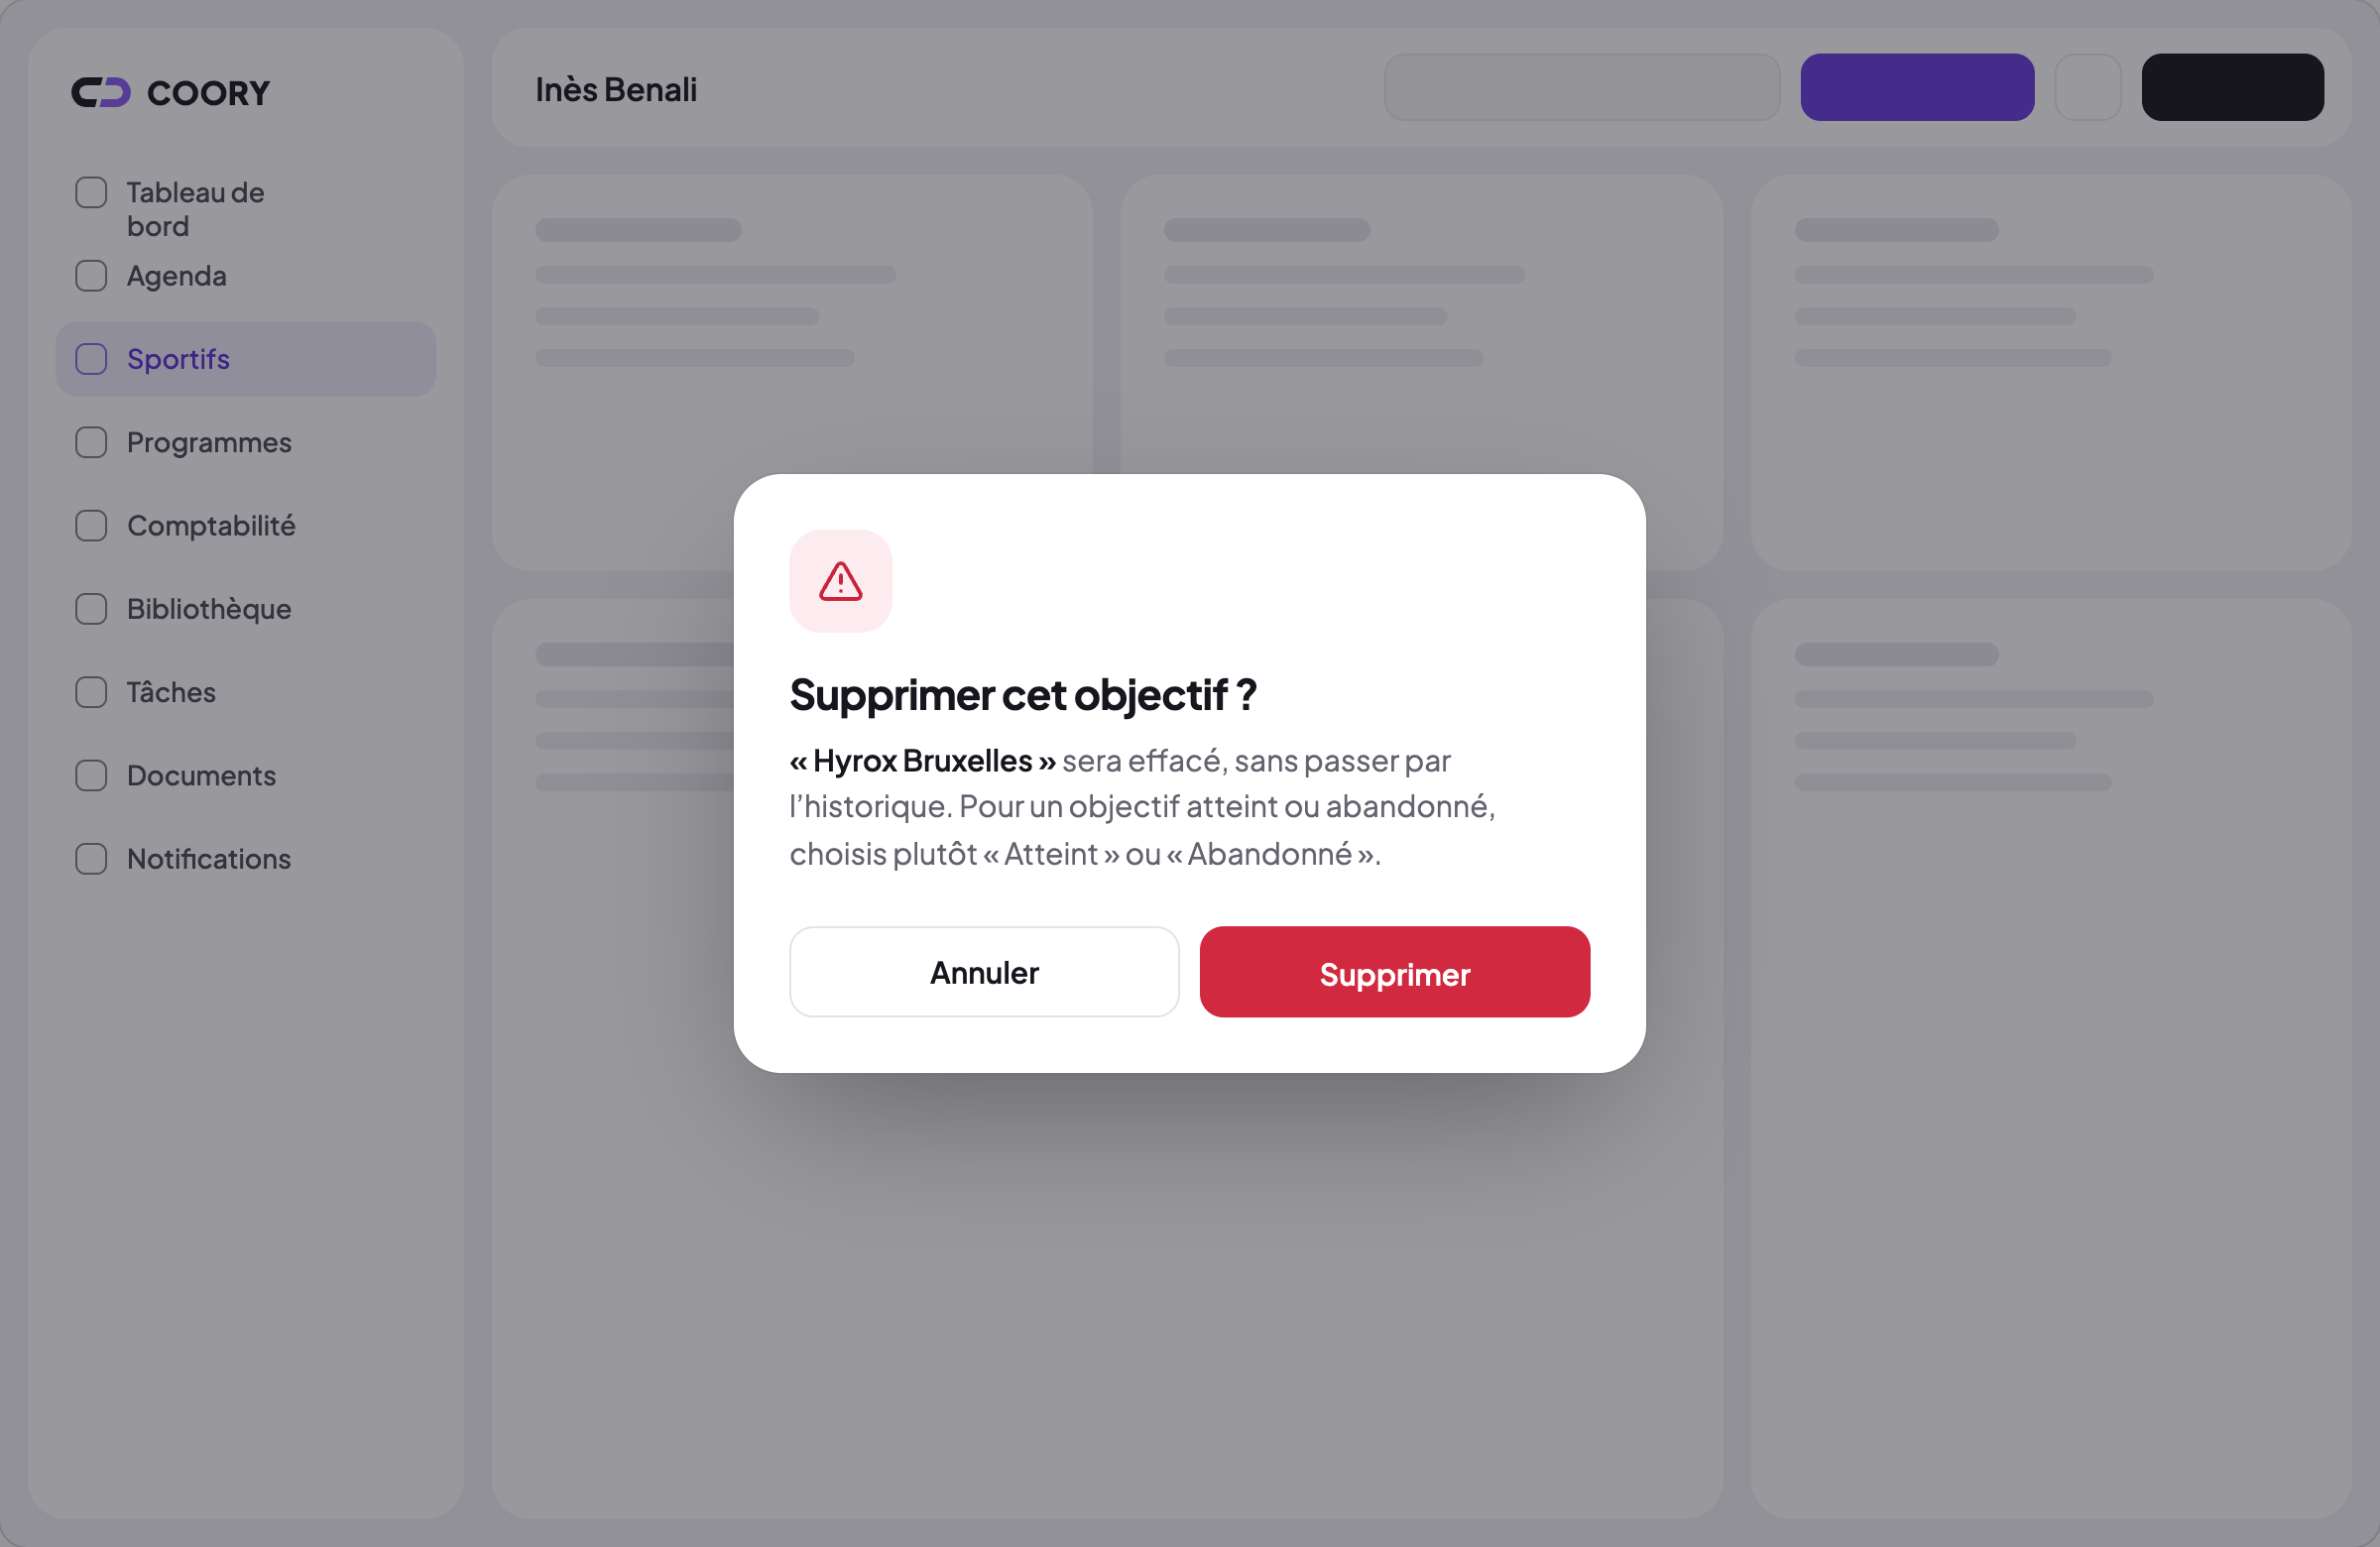 COORY
Inès Benali
Tableau de
bord
Agenda
Sportifs
Programmes
Comptabilité
Bibliothèque
Tâches
Documents
Notifications
Supprimer cet objectif ?
« Hyrox Bruxelles » sera effacé, sans passer par
l’historique. Pour un objectif atteint ou abandonné,
choisis plutôt « Atteint » ou « Abandonné ».
Annuler
Supprimer